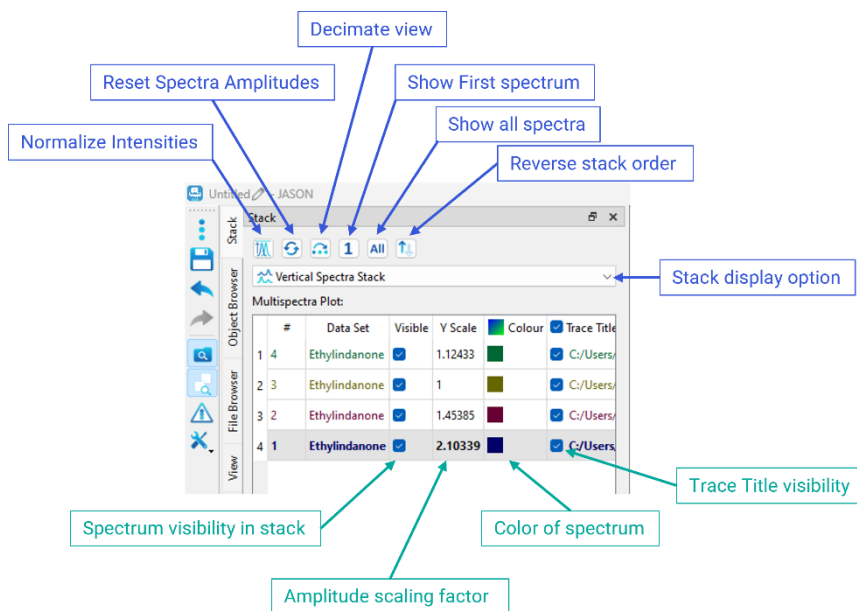 Decimate view
Reset Spectra Amplitudes
Show First spectrum
Show all spectra
Normalize Intensities
Reverse stack order
Untitled - JASON
Stack
Stack
Object Browser
File Browser
View
1
All
Vertical Spectra Stack
Stack display option
Multispectra Plot:
# Data Set Visible Y Scale Colour Trace Title
1 4 Ethylindanone 1.12433 C:/Users/
2 3 Ethylindanone 1 C:/Users/
3 2 Ethylindanone 1.45385 C:/Users/
4 1 Ethylindanone 2.10339 C:/Users,
Trace Title visibility
Spectrum visibility in stack
Color of spectrum
Amplitude scaling factor